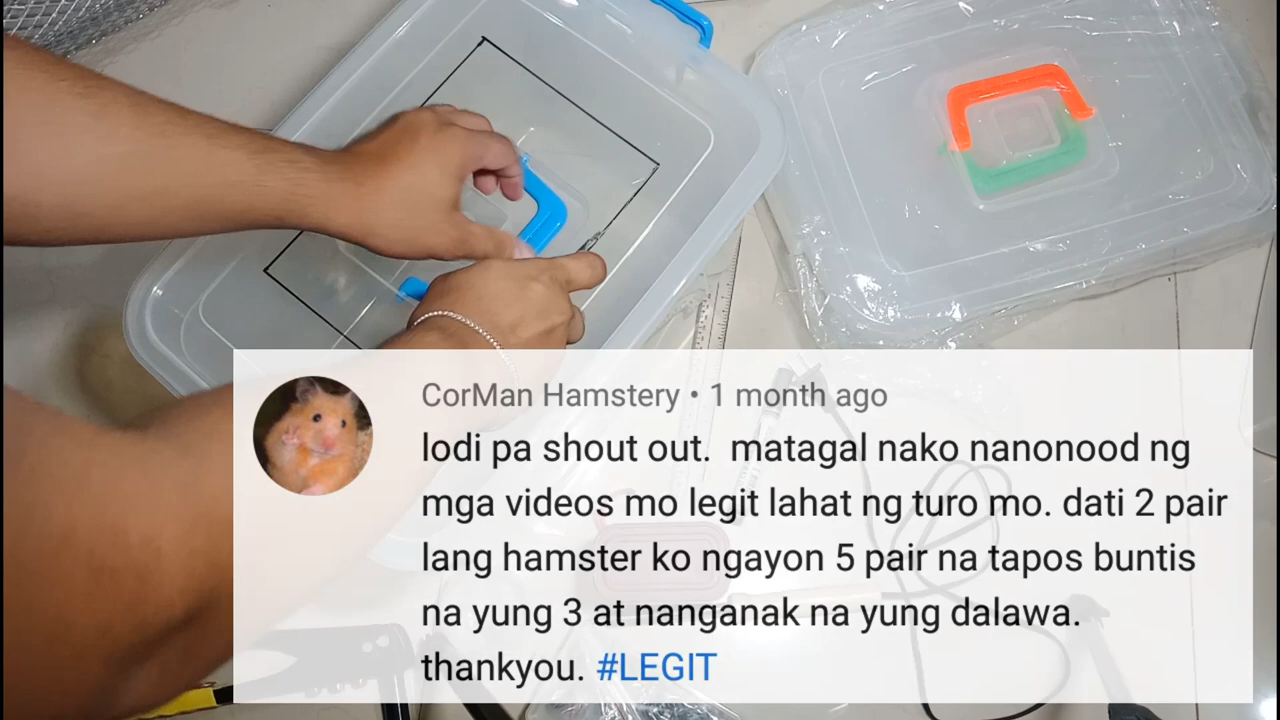 CorMan Hamstery • 1 month ago
lodi pa shout out.  matagal nako nanonood ng
mga videos mo legit lahat ng turo mo. dati 2 pair
lang hamster ko ngayon 5 pair na tapos buntis
na yung 3 at nanganak na yung dalawa.
thankyou. #LEGIT